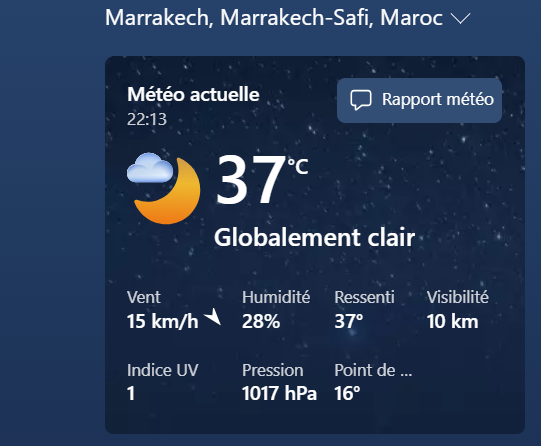 Marrakech, Marrakech-Safi, Maroc
Météo actuelle
22:13
Rapport météo
37°C
Globalement clair
Vent
15 km/h
Humidité
28%
Ressenti
37°
Visibilité
10 km
Indice UV
1
Pression
1017 hPa
Point de ...
16°